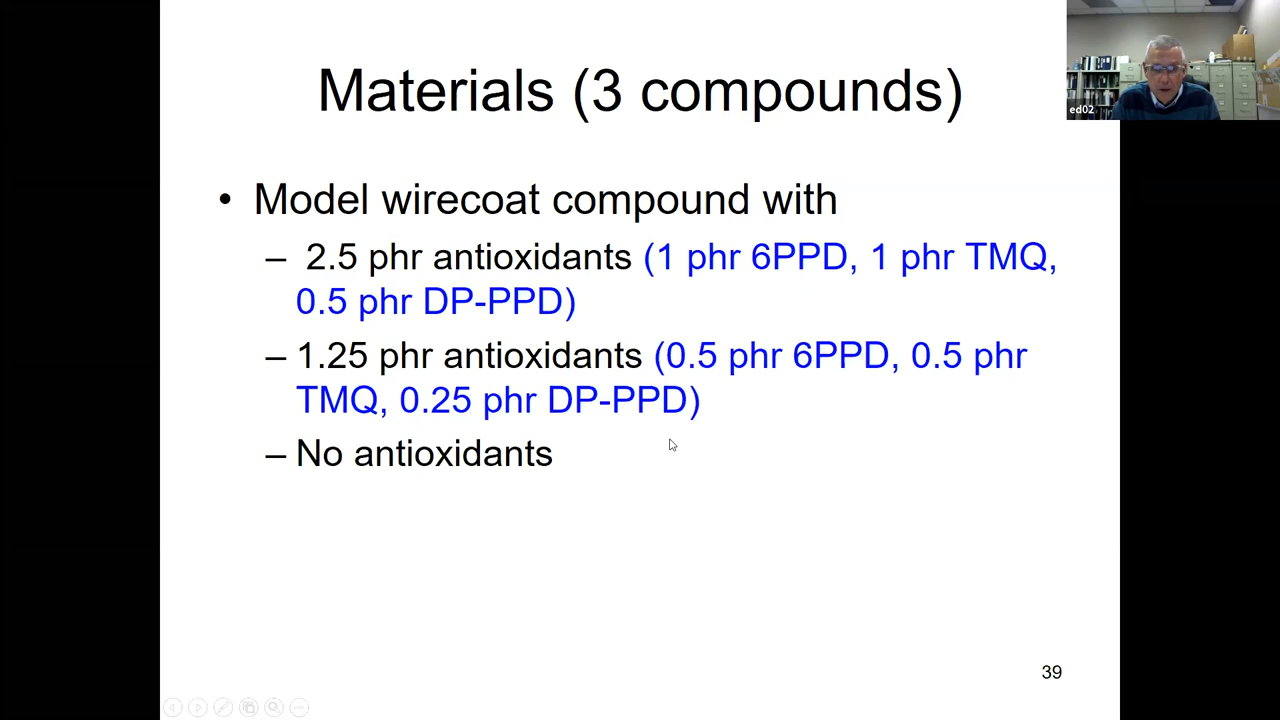 Materials (3 compounds)
ed02
• Model wirecoat compound with
– 2.5 phr antioxidants (1 phr 6PPD, 1 phr TMQ,
0.5 phr DP-PPD)
– 1.25 phr antioxidants (0.5 phr 6PPD, 0.5 phr
TMQ, 0.25 phr DP-PPD)
– No antioxidants
39